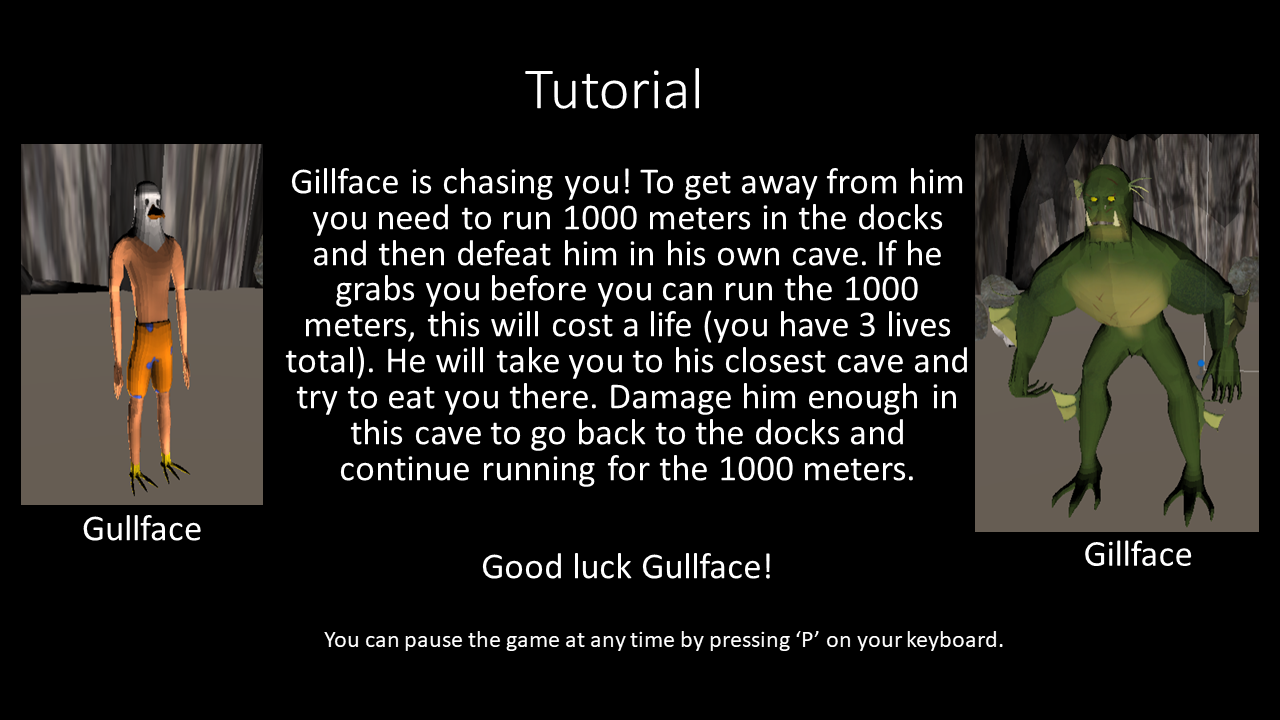 Tutorial
Gillface is chasing you! To get away from him
you need to run 1000 meters in the docks
and then defeat him in his own cave. If he
grabs you before you can run the 1000
meters, this will cost a life (you have 3 lives
total). He will take you to his closest cave and
try to eat you there. Damage him enough in
this cave to go back to the docks and
continue running for the 1000 meters.
Gullface
Gillface
Good luck Gullface!
You can pause the game at any time by pressing ‘P’ on your keyboard.